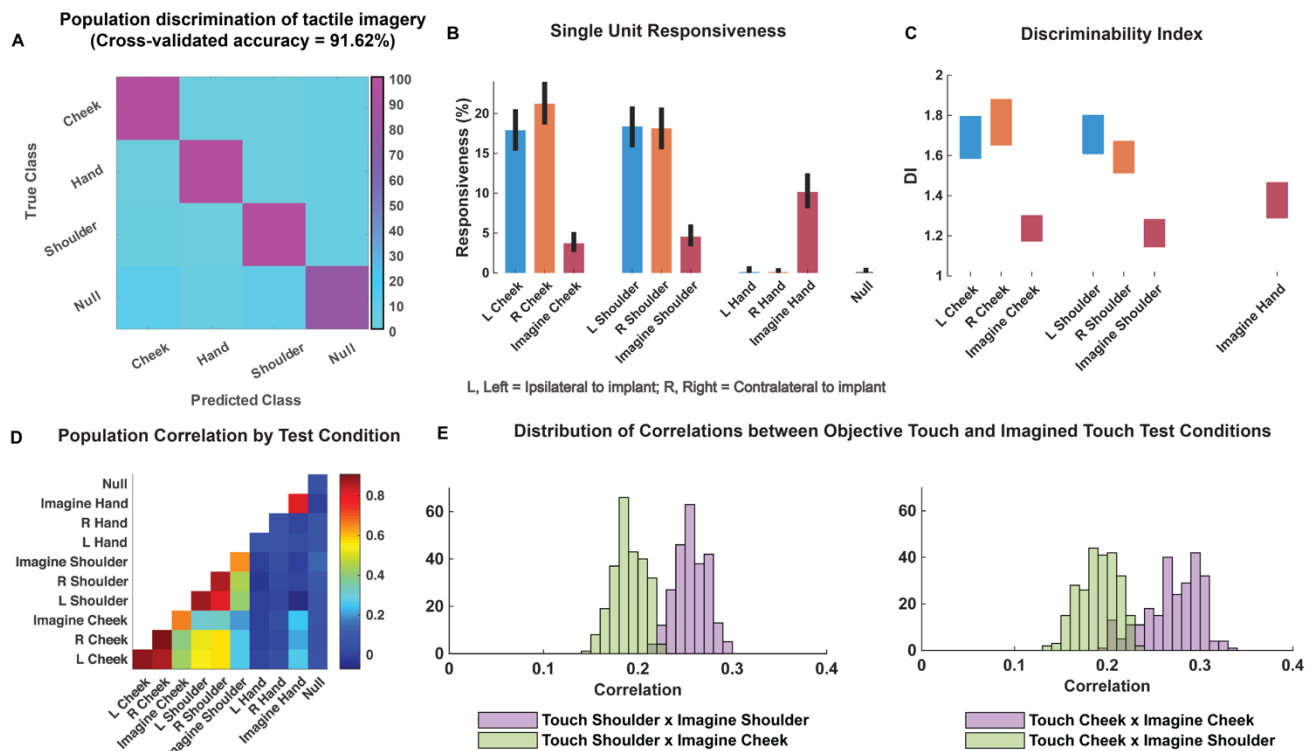 A
Population discrimination of tactile imagery
(Cross-validated accuracy = 91.62%)
True Class
Cheek
Hand
Shoulder
Null
Cheek
Hand
Shoulder
Null
Predicted Class
100
90
80
70
60
50
40
30
20
10
0
B
Single Unit Responsiveness
Responsiveness (%)
20
15
10
5
0
L Cheek
R Cheek
Imagine Cheek
L Shoulder
R Shoulder
Imagine Shoulder
L Hand
R Hand
Imagine Hand
Null
C
Discriminability Index
DI
2
1.8
1.6
1.4
1.2
1
L Cheek
R Cheek
Imagine Cheek
L Shoulder
R Shoulder
Imagine Shoulder
Imagine Hand
L, Left = Ipsilateral to implant; R, Right = Contralateral to implant
D
Population Correlation by Test Condition
Null
Imagine Hand
R Hand
L Hand
Imagine Shoulder
R Shoulder
L Shoulder
Imagine Cheek
R Cheek
L Cheek
L Cheek
R Cheek
Imagine Cheek
L Shoulder
R Shoulder
Imagine Shoulder
L Hand
R Hand
Imagine Hand
Null
0.8
0.6
0.4
0.2
0
E
Distribution of Correlations between Objective Touch and Imagined Touch Test Conditions
60
40
20
0
0
0.1
0.2
0.3
0.4
Correlation
Touch Shoulder x Imagine Shoulder
Touch Shoulder x Imagine Cheek
60
40
20
0
0
0.1
0.2
0.3
0.4
Correlation
Touch Cheek x Imagine Cheek
Touch Cheek x Imagine Shoulder